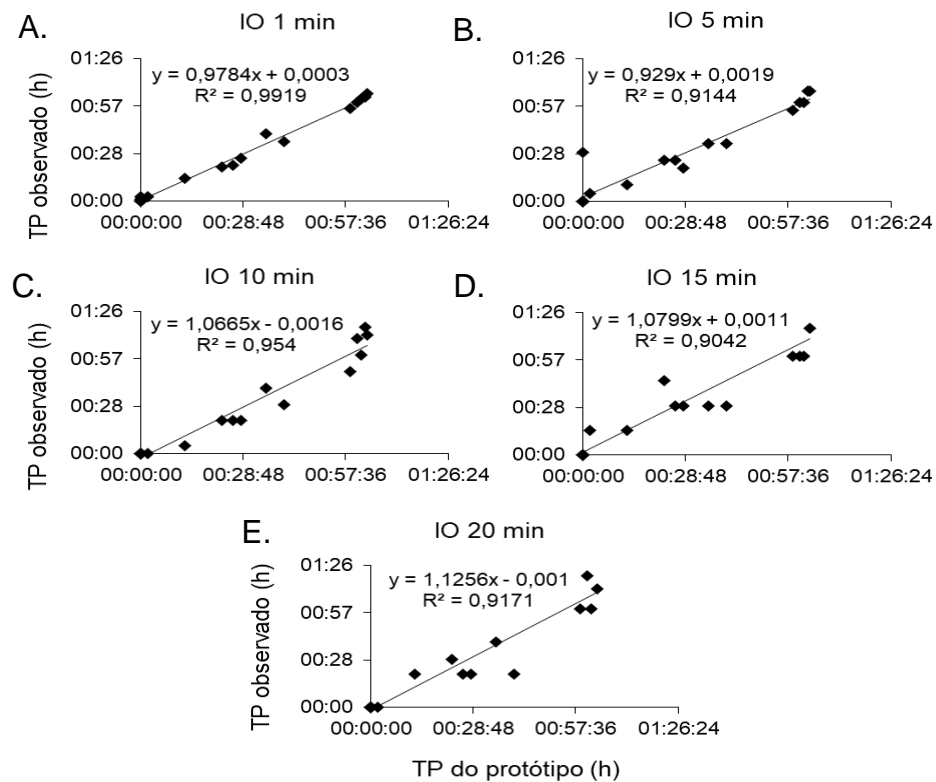 A.
IO 1 min
TP observado (h)
01:26
00:57
00:28
00:00
y = 0,9784x + 0,0003
R² = 0,9919
00:00:00 00:28:48 00:57:36 01:26:24
B.
IO 5 min
01:26
00:57
00:28
00:00
y = 0,929x + 0,0019
R² = 0,9144
00:00:00 00:28:48 00:57:36 01:26:24
C.
IO 10 min
TP observado (h)
01:26
00:57
00:28
00:00
y = 1,0665x - 0,0016
R² = 0,954
00:00:00 00:28:48 00:57:36 01:26:24
D.
IO 15 min
01:26
00:57
00:28
00:00
y = 1,0799x + 0,0011
R² = 0,9042
00:00:00 00:28:48 00:57:36 01:26:24
E.
IO 20 min
TP observado (h)
01:26
00:57
00:28
00:00
y = 1,1256x - 0,001
R² = 0,9171
00:00:00 00:28:48 00:57:36 01:26:24
TP do protótipo (h)